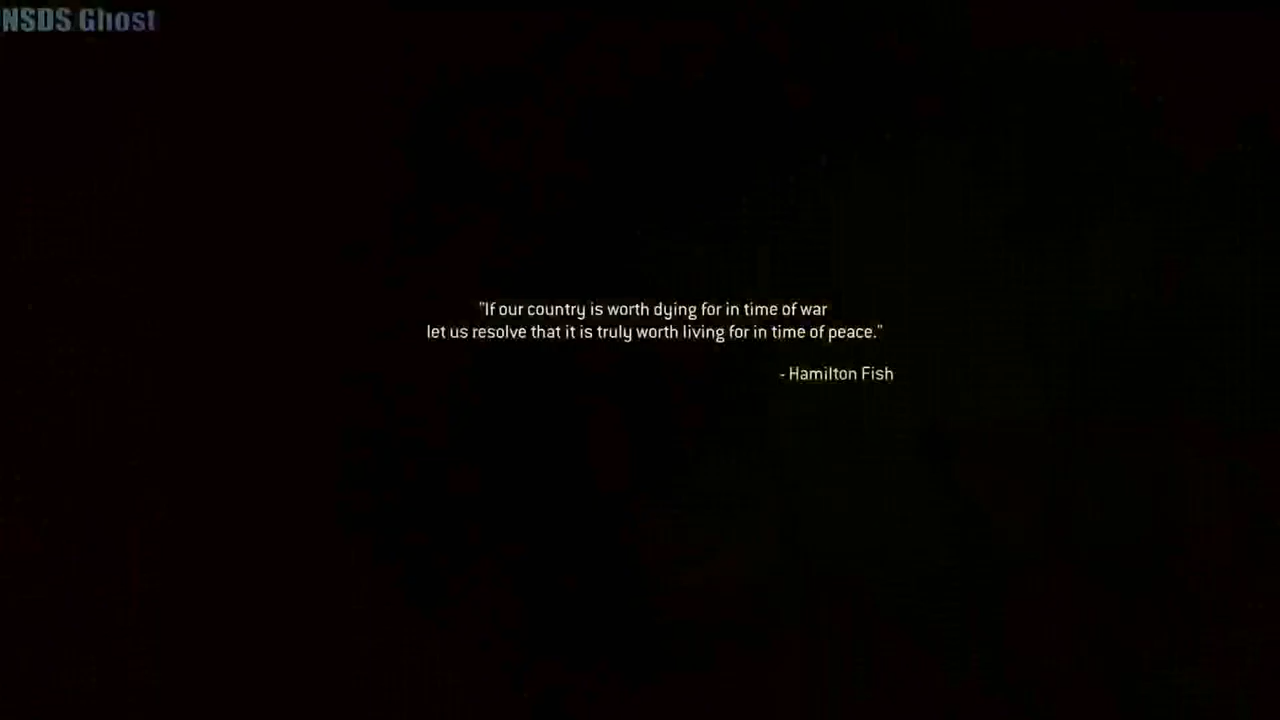 NSDS Ghost
"If our country is worth dying for in time of war
let us resolve that it is truly worth living for in time of peace."
- Hamilton Fish